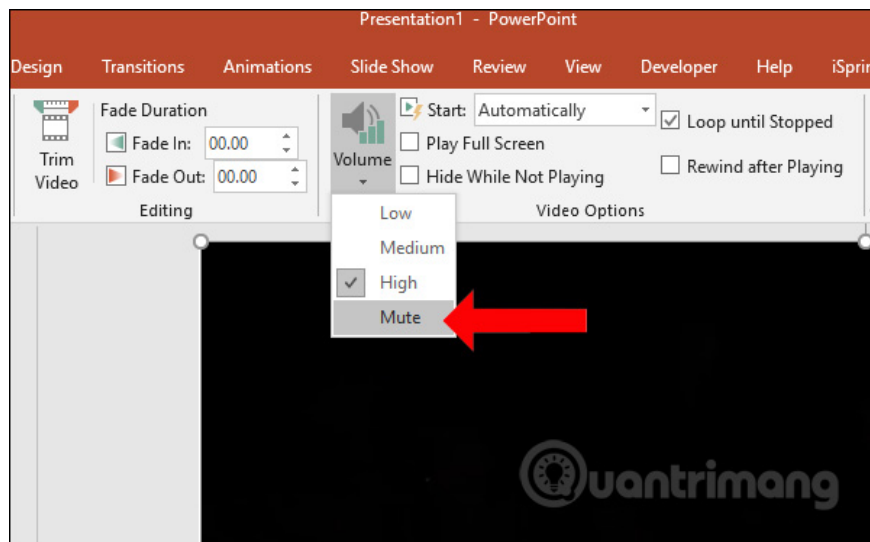 Presentation1 - PowerPoint
Design Transitions Animations Slide Show Review View Developer Help iSprin
Trim Video
Fade Duration
Fade In: 00.00
Fade Out: 00.00
Editing
Volume
Start: Automatically
Play Full Screen
Hide While Not Playing
Loop until Stopped
Rewind after Playing
Video Options
Low
Medium
High
Mute
Quantrimang